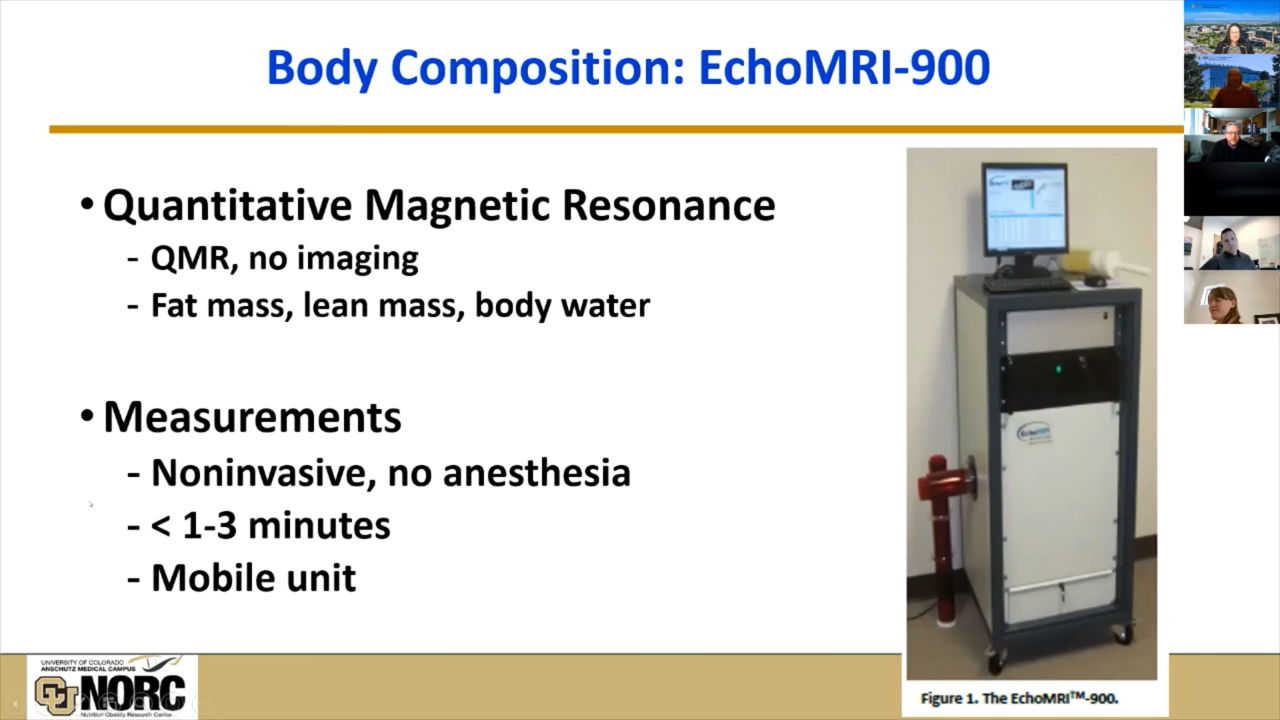 Body Composition: EchoMRI-900
• Quantitative Magnetic Resonance
- QMR, no imaging
- Fat mass, lean mass, body water
• Measurements
- Noninvasive, no anesthesia
- < 1-3 minutes
- Mobile unit
EchoMRI
Figure 1. The EchoMRI™-900.
UNIVERSITY OF COLORADO
ANSCHUTZ MEDICAL CAMPUS
CU NORC
Nutrition Obesity Research Center